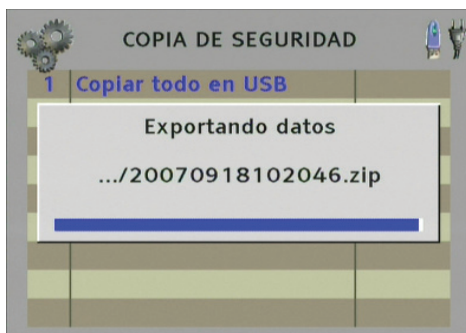 COPIA DE SEGURIDAD
1 Copiar todo en USB
Exportando datos
.../20070918102046.zip